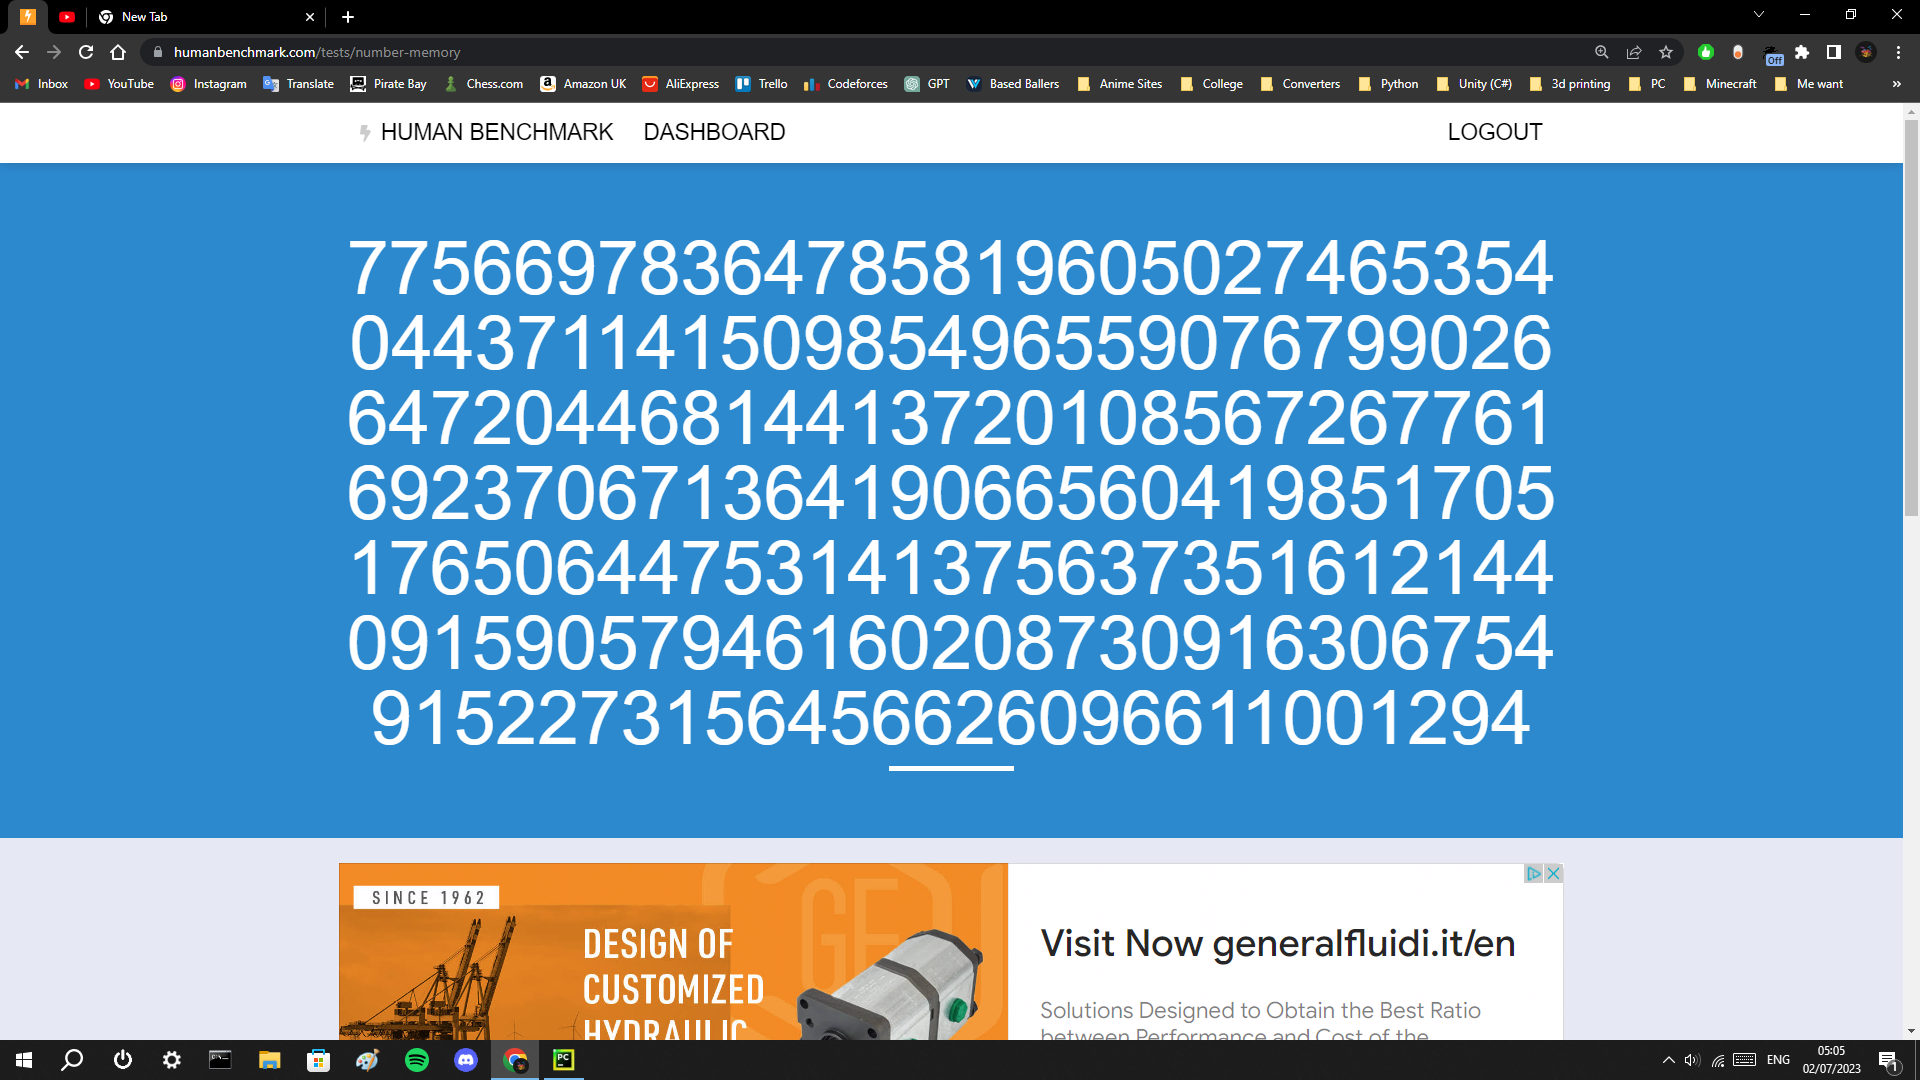 New Tab
humanbenchmark.com/tests/number-memory
Off
Inbox YouTube Instagram Translate Pirate Bay Chess.com Amazon UK AliExpress Trello Codeforces GPT Based Ballers Anime Sites College Converters Python Unity (C#) 3d printing PC Minecraft Me want »
HUMAN BENCHMARK DASHBOARD LOGOUT
77566978364785819605027465354
04437114150985496559076799026
64720446814413720108567267761
69237067136419066560419851705
17650644753141375637351612144
09159057946160208730916306754
9152273156456626096611001294
SINCE 1962
GF
DESIGN OF
CUSTOMIZED
HYDRAULIC
Visit Now generalfluidi.it/en
Solutions Designed to Obtain the Best Ratio
between Performance and Cost of the
PC
ENG
05:05
02/07/2023
1